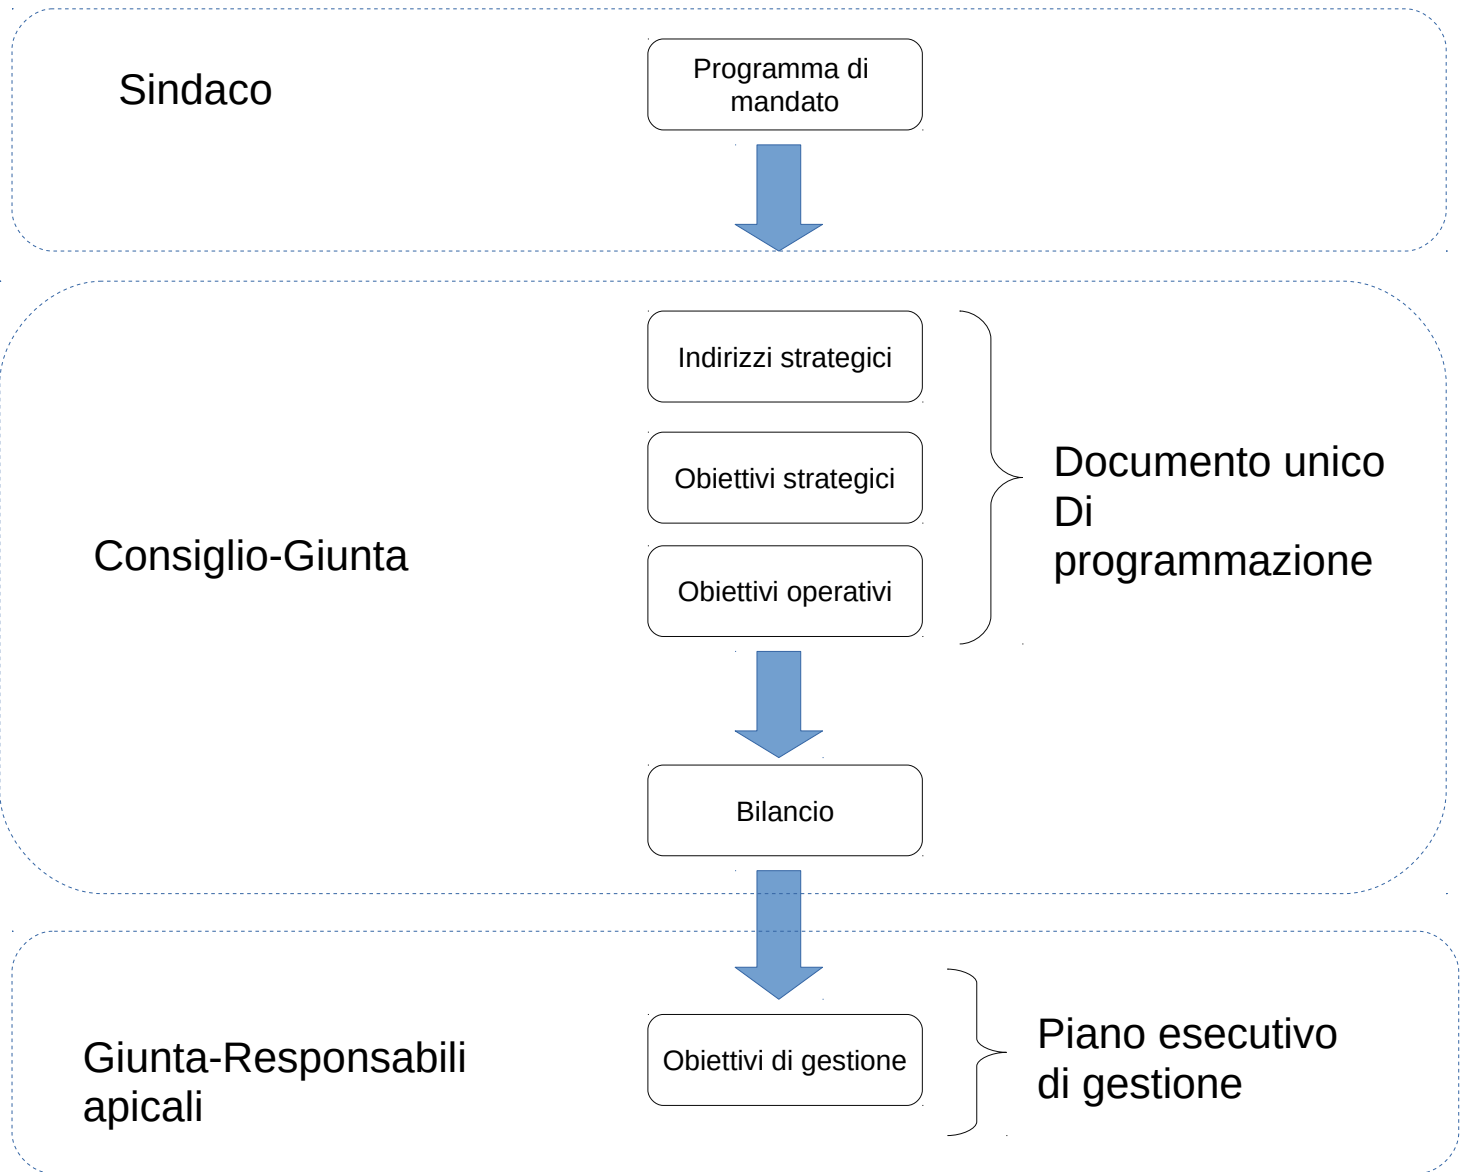 Sindaco
Programma di
mandato
Indirizzi strategici
Obiettivi strategici
Documento unico
Di
programmazione
Consiglio-Giunta
Obiettivi operativi
Bilancio
Giunta-Responsabili
apicali
Obiettivi di gestione
Piano esecutivo
di gestione